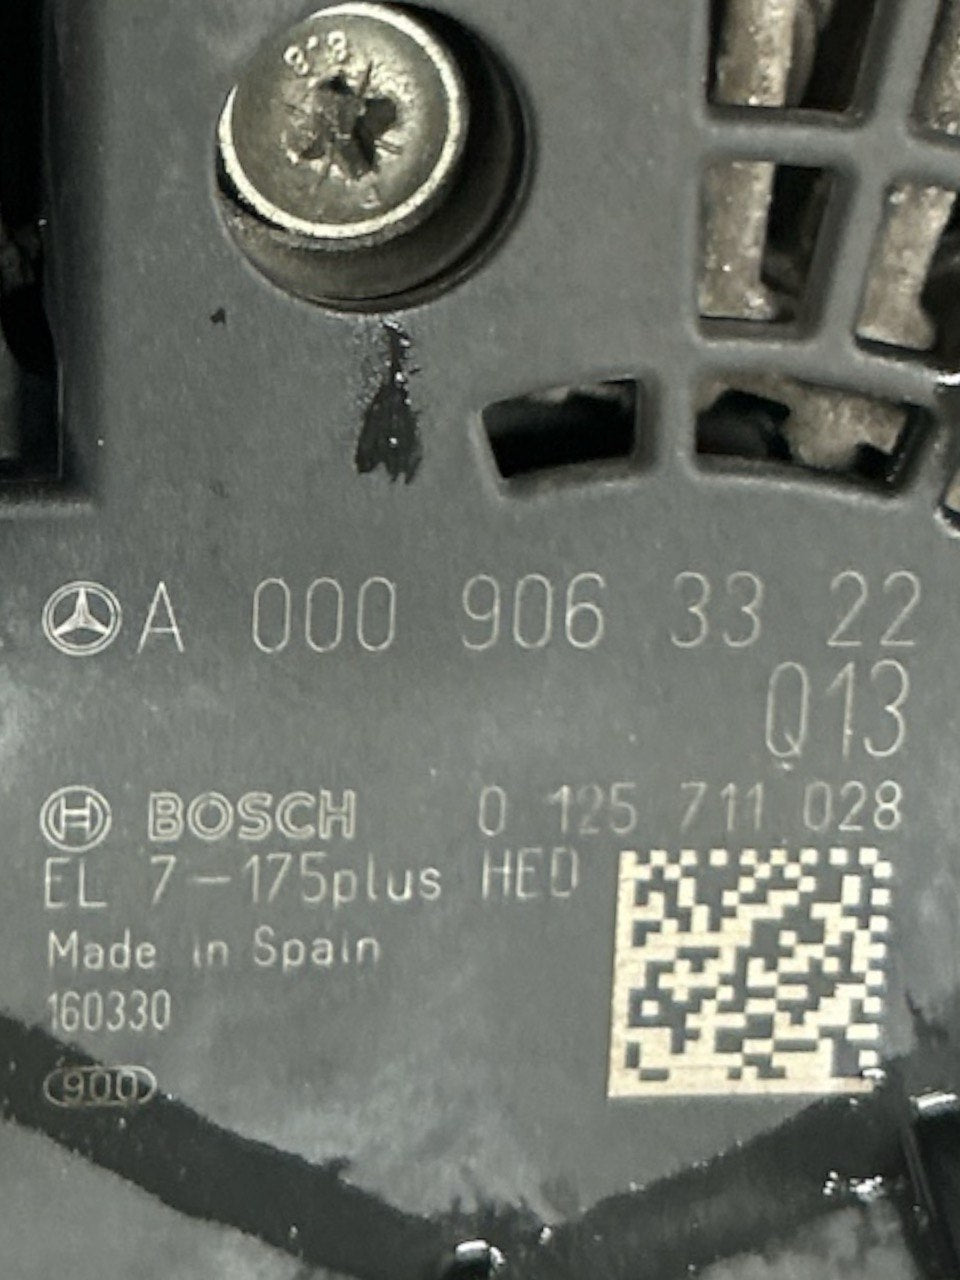 8.8
A 000 906 33 22
Q13
BOSCH 0 125 711 028
EL 7-175plus HED
Made in Spain
160330
900